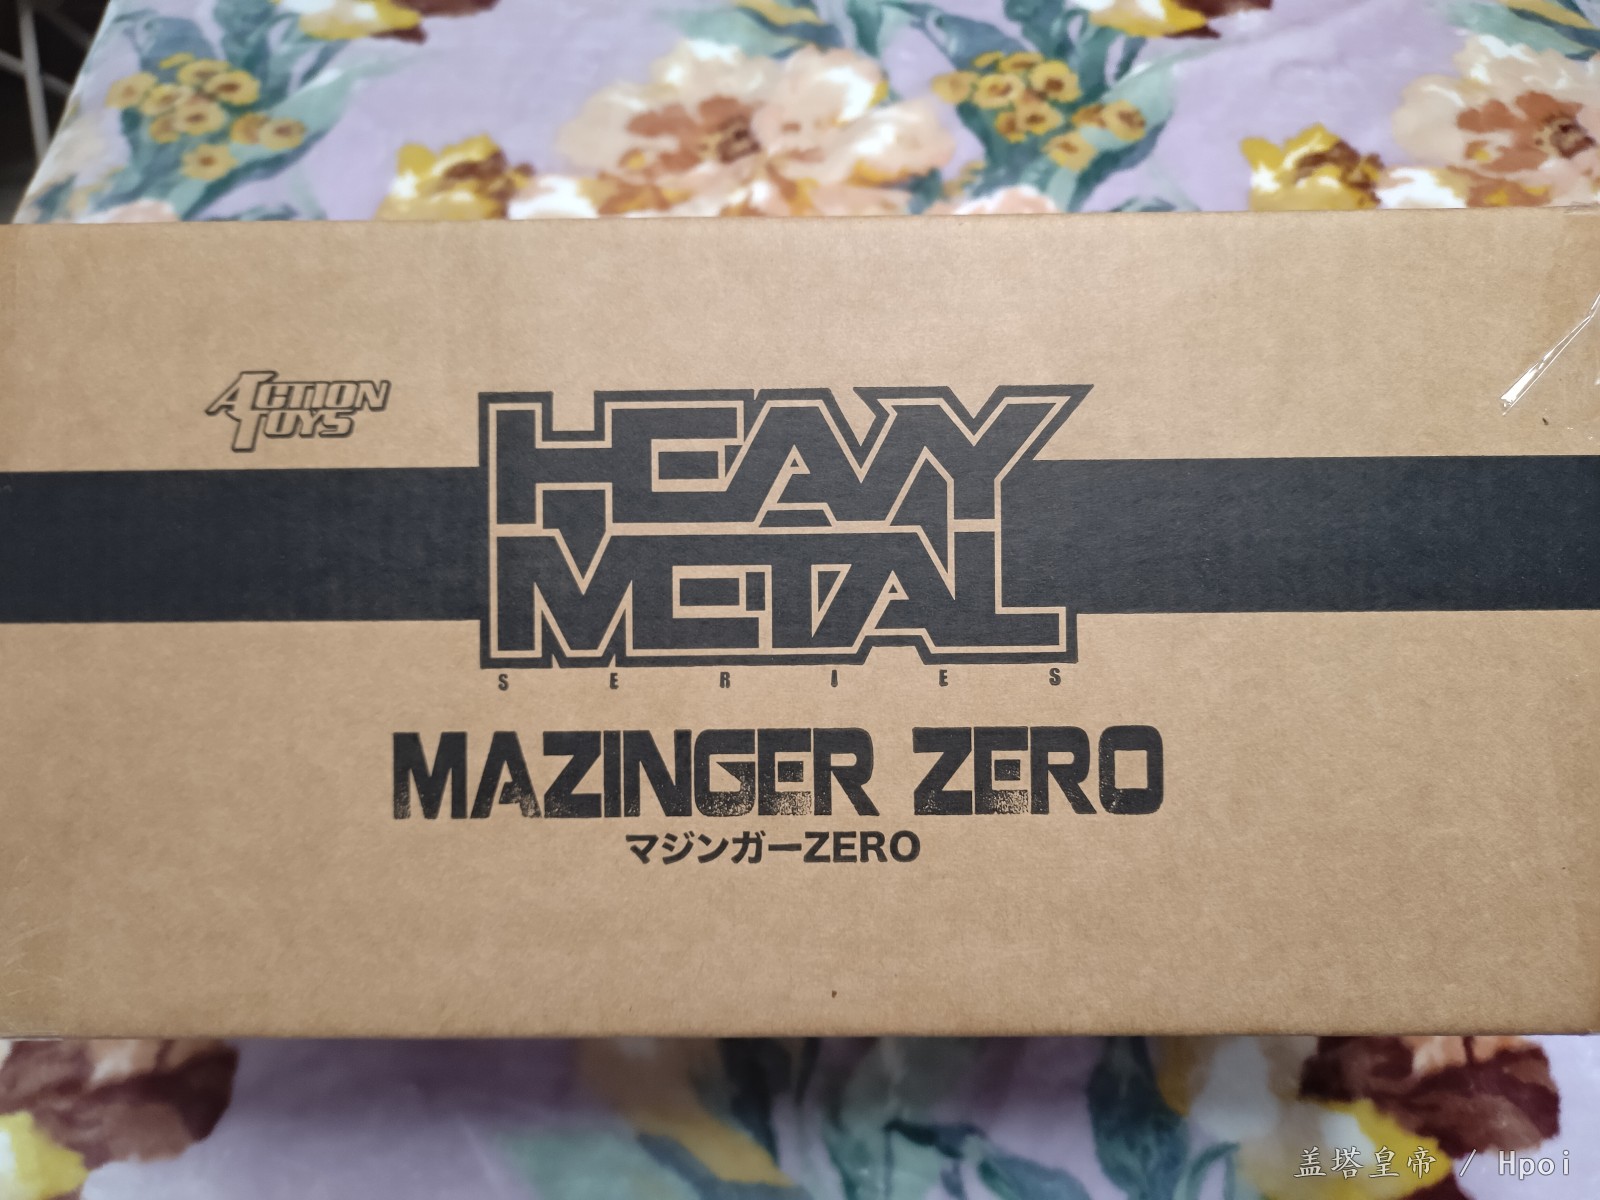 ACTION
TOYS
HEAVY
METAL
SERIES
MAZINGER ZERO
マジンガーZERO
盖塔皇帝 / Hpoi